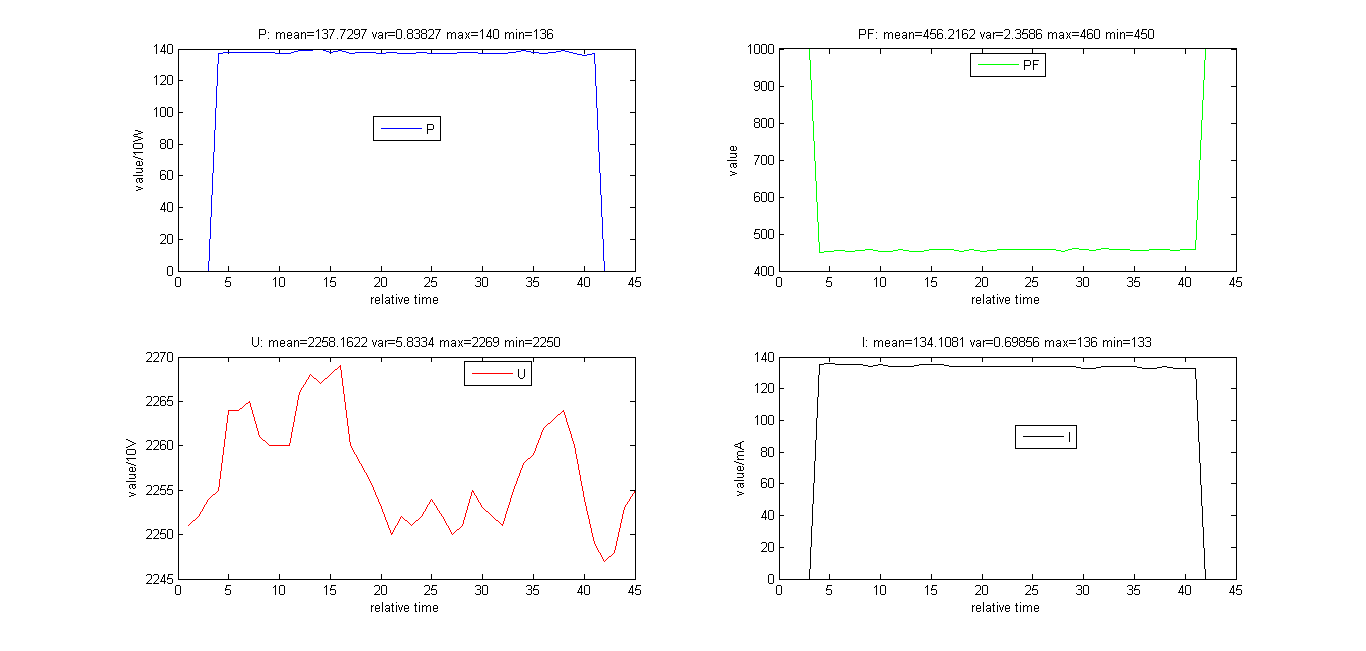 P: mean=137.7297 var=0.83827 max=140 min=136
140
120
100
80
60
40
20
0
value/10W
P
0 5 10 15 20 25 30 35 40 45
relative time
PF: mean=456.2162 var=2.3586 max=460 min=450
1000
900
800
700
600
500
400
value
PF
0 5 10 15 20 25 30 35 40 45
relative time
U: mean=2258.1622 var=5.8334 max=2269 min=2250
2270
2265
2260
2255
2250
2245
value/10V
U
0 5 10 15 20 25 30 35 40 45
relative time
I: mean=134.1081 var=0.69856 max=136 min=133
140
120
100
80
60
40
20
0
value/mA
I
0 5 10 15 20 25 30 35 40 45
relative time